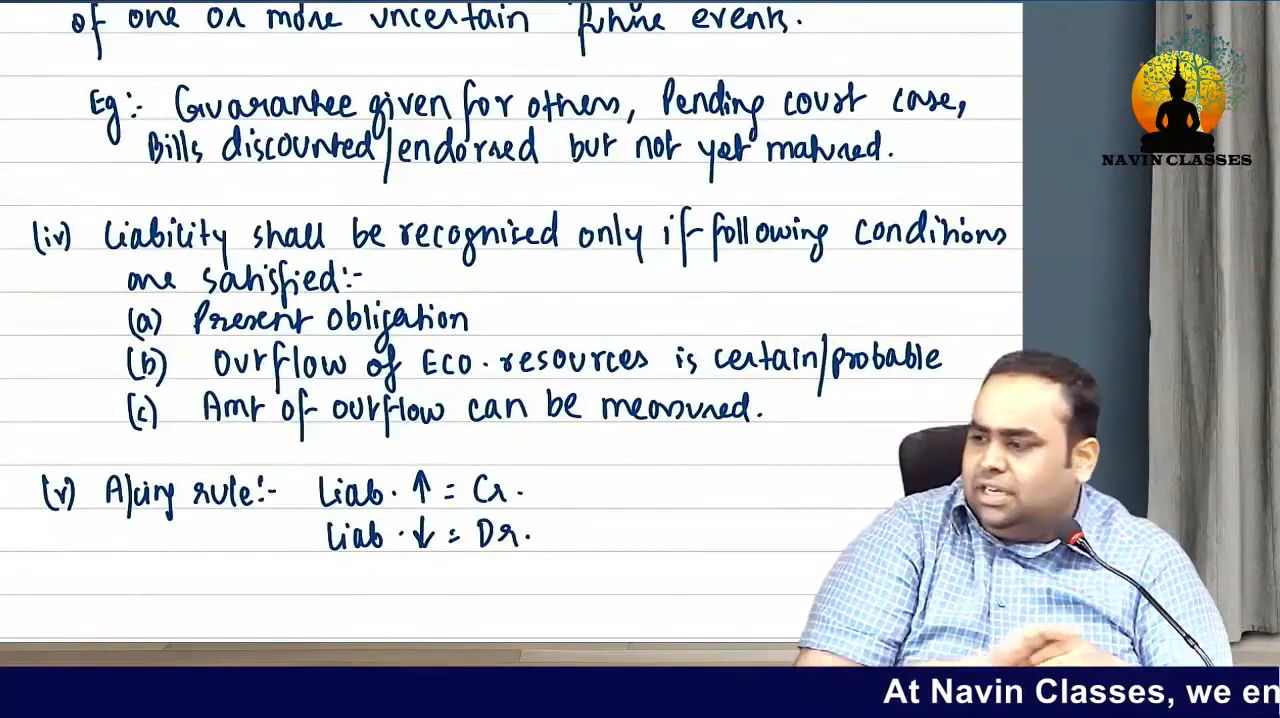 of one or more uncertain future events.
Eg:- Guarantee given for others, Pending court case,
Bills discounted/endorsed but not yet matured.
(iv) Liability shall be recognised only if following conditions
are satisfied:-
(a) Present Obligation
(b) Outflow of Eco. resources is certain/probable
(c) Amt of outflow can be measured.
(v) A/cing rule:- Liab. ↑ = Cr.
Liab. ↓ = Dr.
NAVIN CLASSES
At Navin Classes, we en